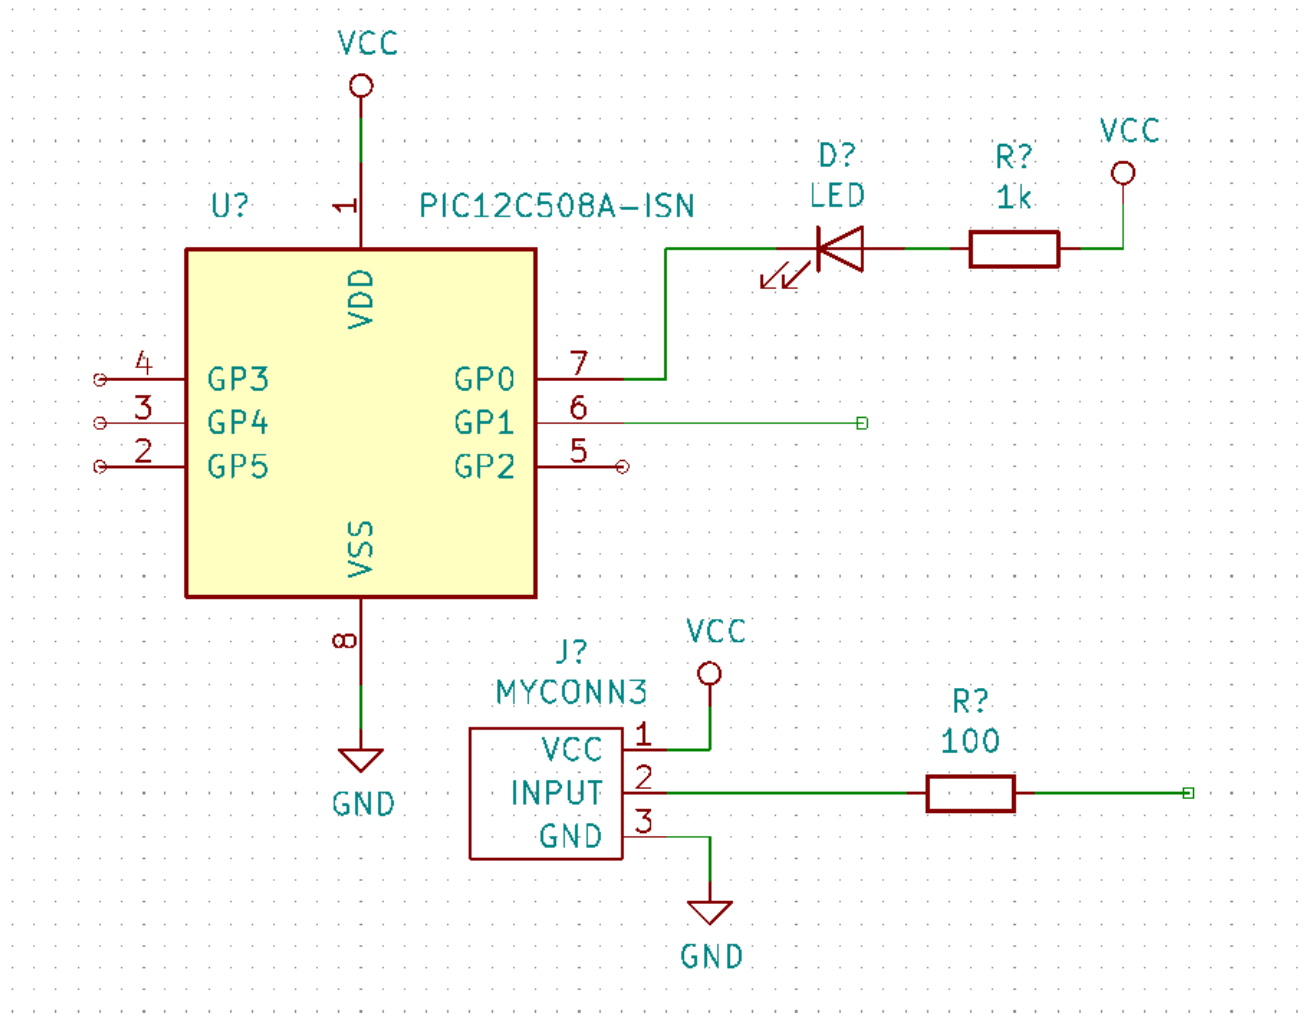 VCC
VCC
D?
LED
R?
1k
U?
1
PIC12C508A-ISN
VDD
4
GP3
GP0
7
3
GP4
GP1
6
2
GP5
GP2
5
VSS
8
GND
VCC
J?
MYCONN3
VCC
1
INPUT
2
GND
3
R?
100
GND